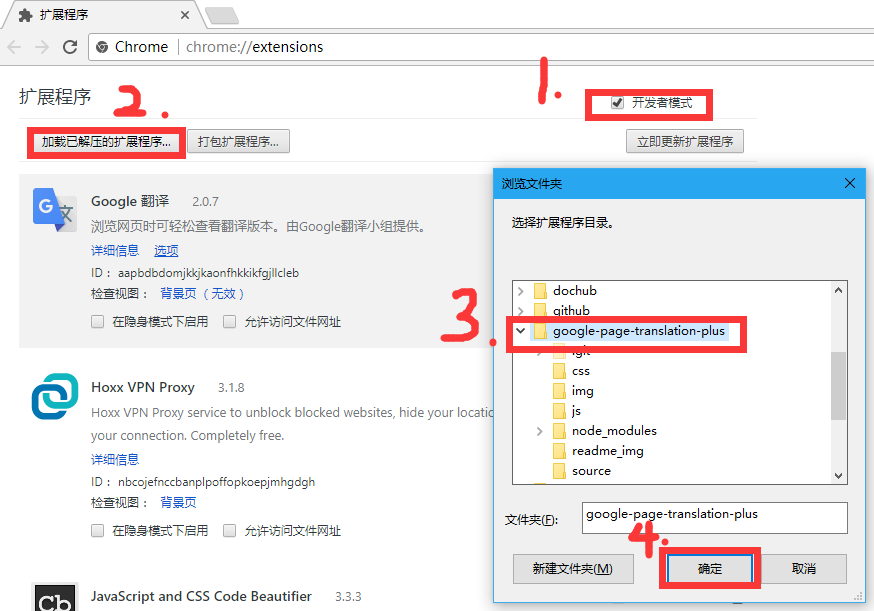 扩展程序
Chrome chrome://extensions
1.
扩展程序
2.
开发者模式
加载已解压的扩展程序...
打包扩展程序...
立即更新扩展程序
Google 翻译 2.0.7
浏览网页时可轻松查看翻译版本。由Google翻译小组提供。
详细信息 选项
ID： aapbdbdomjkkjkaonfhkkikfgjllcleb
检查视图： 背景页 （无效）
在隐身模式下启用 允许访问文件网址
Hoxx VPN Proxy 3.1.8
Hoxx VPN Proxy service to unblock blocked websites, hide your locatio
your connection. Completely free.
详细信息
ID： nbcojefnccbanplpoffopkoepjmhgdgh
检查视图： 背景页
在隐身模式下启用 允许访问文件网址
Cb
JavaScript and CSS Code Beautifier 3.3.3
浏览文件夹
选择扩展程序目录。
3.
dochub
github
google-page-translation-plus
.git
css
img
js
node_modules
readme_img
source
文件夹(F):
google-page-translation-plus
4.
新建文件夹(M)
确定
取消